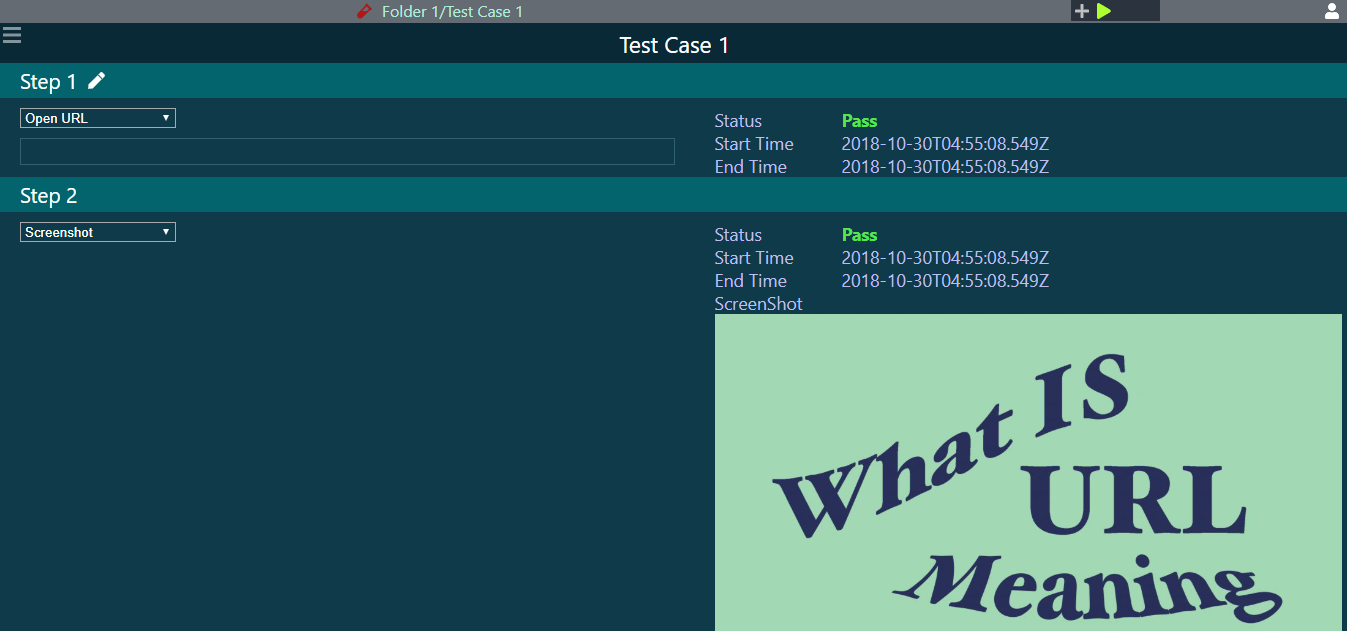 Folder 1/Test Case 1
Test Case 1
Step 1
Open URL
Status Pass
Start Time 2018-10-30T04:55:08.549Z
End Time 2018-10-30T04:55:08.549Z
Step 2
Screenshot
Status Pass
Start Time 2018-10-30T04:55:08.549Z
End Time 2018-10-30T04:55:08.549Z
ScreenShot
What IS
URL
Meaning